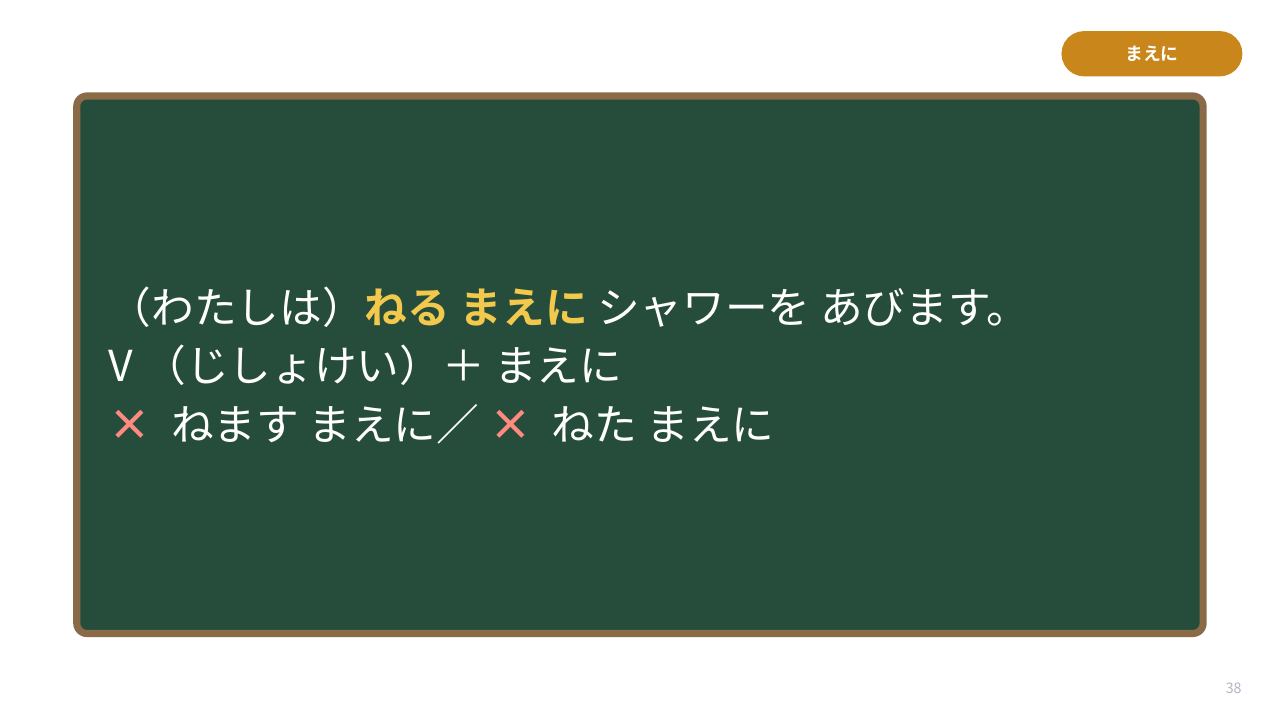 まえに
（わたしは）ねる まえに シャワーを あびます。
V （じしょけい）＋ まえに
✕ ねます まえに／ ✕ ねた まえに
38